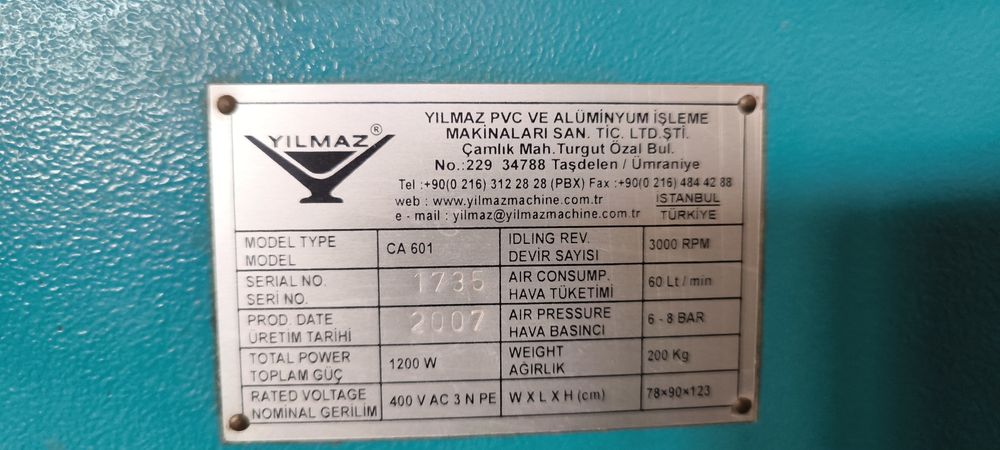 YILMAZ®
YILMAZ PVC VE ALÜMİNYUM İŞLEME
MAKİNALARI SAN. TİC. LTD.ŞTİ.
Çamlık Mah.Turgut Özal Bul.
No.:229 34788 Taşdelen / Ümraniye
Tel :+90(0 216) 312 28 28 (PBX) Fax :+90(0 216) 484 42 88
web : www.yilmazmachine.com.tr İSTANBUL
e - mail : yilmaz@yilmazmachine.com.tr TÜRKİYE
MODEL TYPE
MODEL
CA 601
IDLING REV.
DEVİR SAYISI
3000 RPM
SERIAL NO.
SERİ NO.
1735
AIR CONSUMP.
HAVA TÜKETİMİ
60 Lt / min
PROD. DATE
ÜRETİM TARİHİ
2007
AIR PRESSURE
HAVA BASINCI
6 - 8 BAR
TOTAL POWER
TOPLAM GÜÇ
1200 W
WEIGHT
AĞIRLIK
200 Kg
RATED VOLTAGE
NOMİNAL GERİLİM
400 V AC 3 N PE
W X L X H (cm)
78×90×123